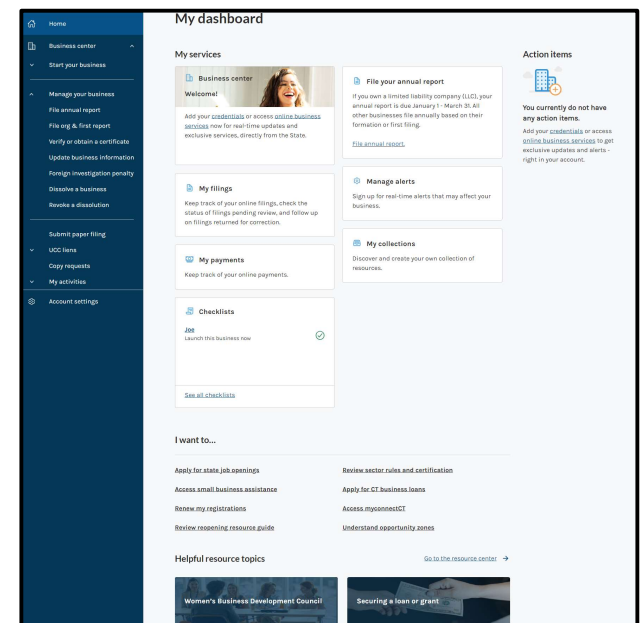 Home
Business center
Start your business
Manage your business
File annual report
File org & first report
Verify or obtain a certificate
Update business information
Foreign investigation penalty
Dissolve a business
Revoke a dissolution
Submit paper filing
UCC liens
Copy requests
My activities
Account settings
My dashboard
My services
Business center
Welcome!
Add your credentials or access online business
services now for real-time updates and
exclusive services, directly from the State.
File your annual report
If you own a limited liability company (LLC), your
annual report is due January 1 - March 31. All
other businesses file annually based on their
formation or first filing.
File annual report.
My filings
Keep track of your online filings, check the
status of filings pending review, and follow up
on filings returned for correction.
Manage alerts
Sign up for real-time alerts that may affect your
business.
My payments
Keep track of your online payments.
My collections
Discover and create your own collection of
resources.
Checklists
Joe
Launch this business now
See all checklists
Action items
You currently do not have
any action items.
Add your credentials or access
online business services to get
exclusive updates and alerts -
right in your account.
I want to...
Apply for state job openings
Review sector rules and certification
Access small business assistance
Apply for CT business loans
Renew my registrations
Access myconnectCT
Review reopening resource guide
Understand opportunity zones
Helpful resource topics
Go to the resource center →
Women's Business Development Council
Securing a loan or grant